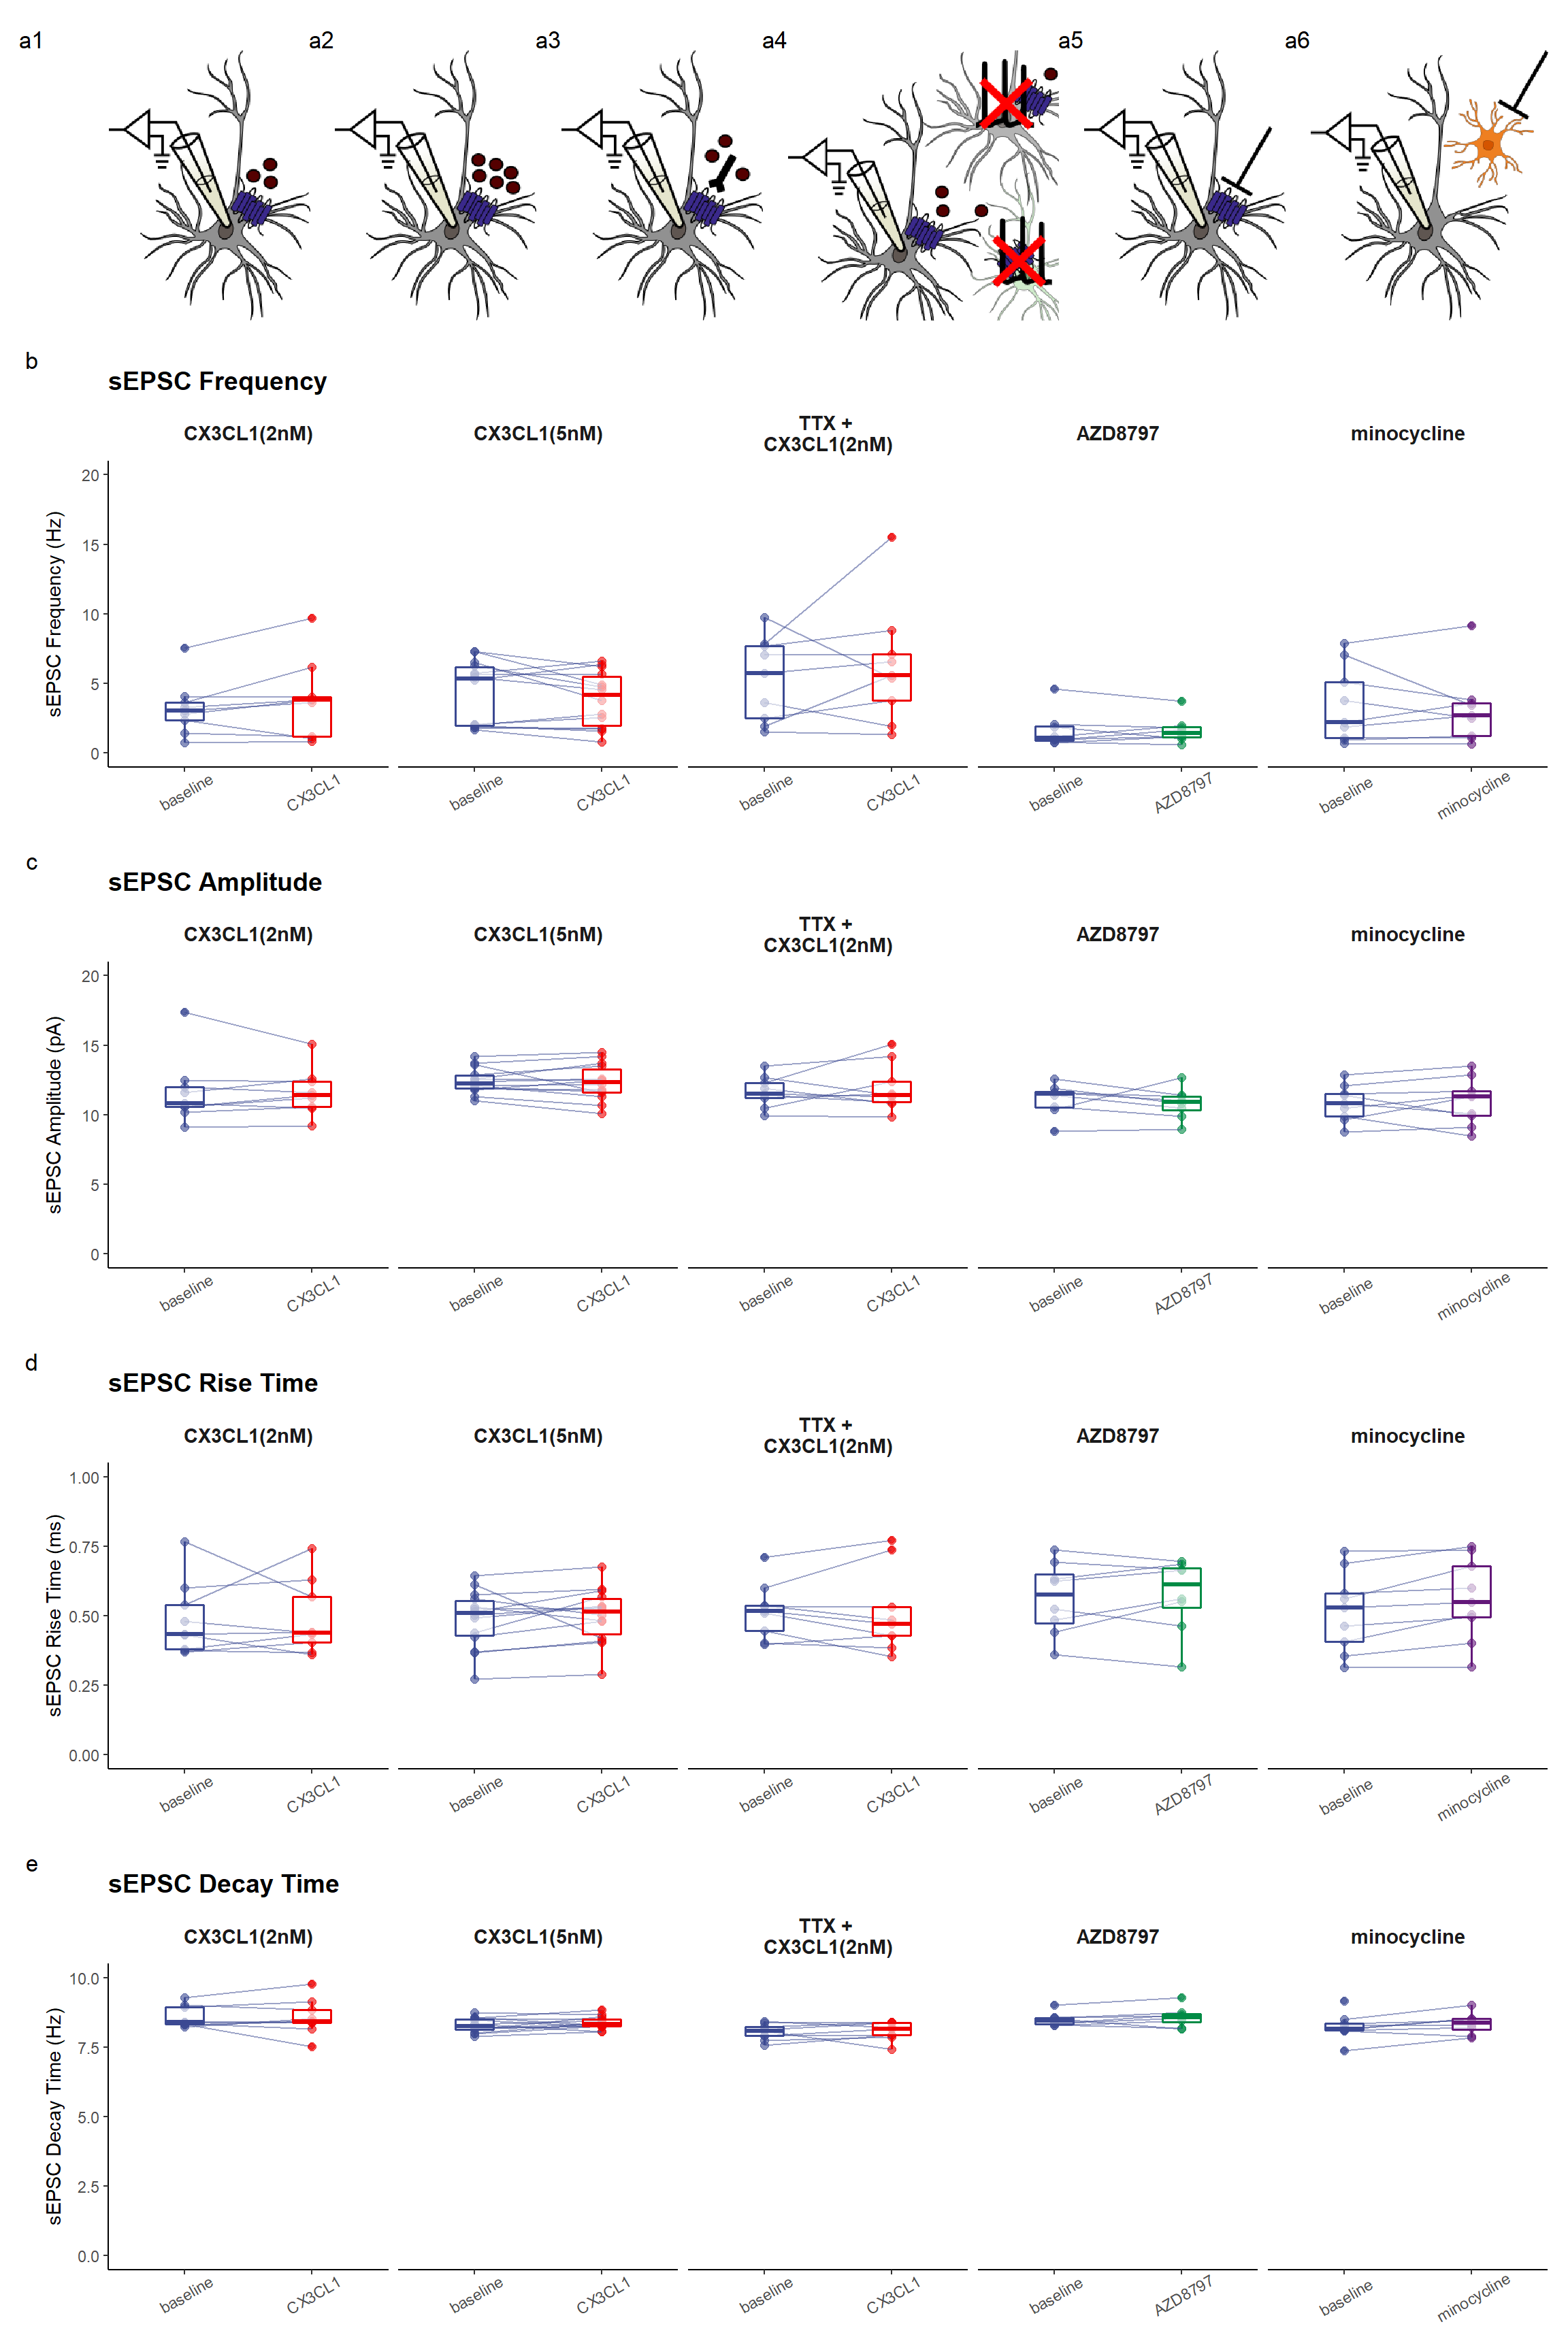 a1 a2 a3 a4 a5 a6
b
sEPSC Frequency
CX3CL1(2nM) CX3CL1(5nM) TTX + CX3CL1(2nM) AZD8797 minocycline
sEPSC Frequency (Hz)
20
15
10
5
0
baseline CX3CL1 baseline CX3CL1 baseline CX3CL1 baseline AZD8797 baseline minocycline
c
sEPSC Amplitude
CX3CL1(2nM) CX3CL1(5nM) TTX + CX3CL1(2nM) AZD8797 minocycline
sEPSC Amplitude (pA)
20
15
10
5
0
baseline CX3CL1 baseline CX3CL1 baseline CX3CL1 baseline AZD8797 baseline minocycline
d
sEPSC Rise Time
CX3CL1(2nM) CX3CL1(5nM) TTX + CX3CL1(2nM) AZD8797 minocycline
sEPSC Rise Time (ms)
1.00
0.75
0.50
0.25
0.00
baseline CX3CL1 baseline CX3CL1 baseline CX3CL1 baseline AZD8797 baseline minocycline
e
sEPSC Decay Time
CX3CL1(2nM) CX3CL1(5nM) TTX + CX3CL1(2nM) AZD8797 minocycline
sEPSC Decay Time (Hz)
10.0
7.5
5.0
2.5
0.0
baseline CX3CL1 baseline CX3CL1 baseline CX3CL1 baseline AZD8797 baseline minocycline